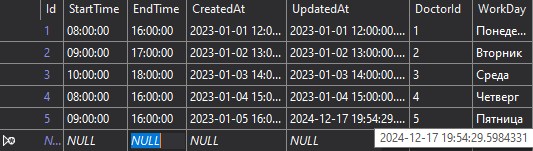 Id StartTime EndTime CreatedAt UpdatedAt DoctorId WorkDay
1 08:00:00 16:00:00 2023-01-01 12:0... 2023-01-01 12:00:00.... 1 Понеде...
2 09:00:00 17:00:00 2023-01-02 13:0... 2023-01-02 13:00:00.... 2 Вторник
3 10:00:00 18:00:00 2023-01-03 14:0... 2023-01-03 14:00:00.... 3 Среда
4 08:00:00 16:00:00 2023-01-04 15:0... 2023-01-04 15:00:00.... 4 Четверг
5 09:00:00 16:00:00 2023-01-05 16:0... 2024-12-17 19:54:29.... 5 Пятница
N... NULL NULL NULL NULL
2024-12-17 19:54:29.5984331